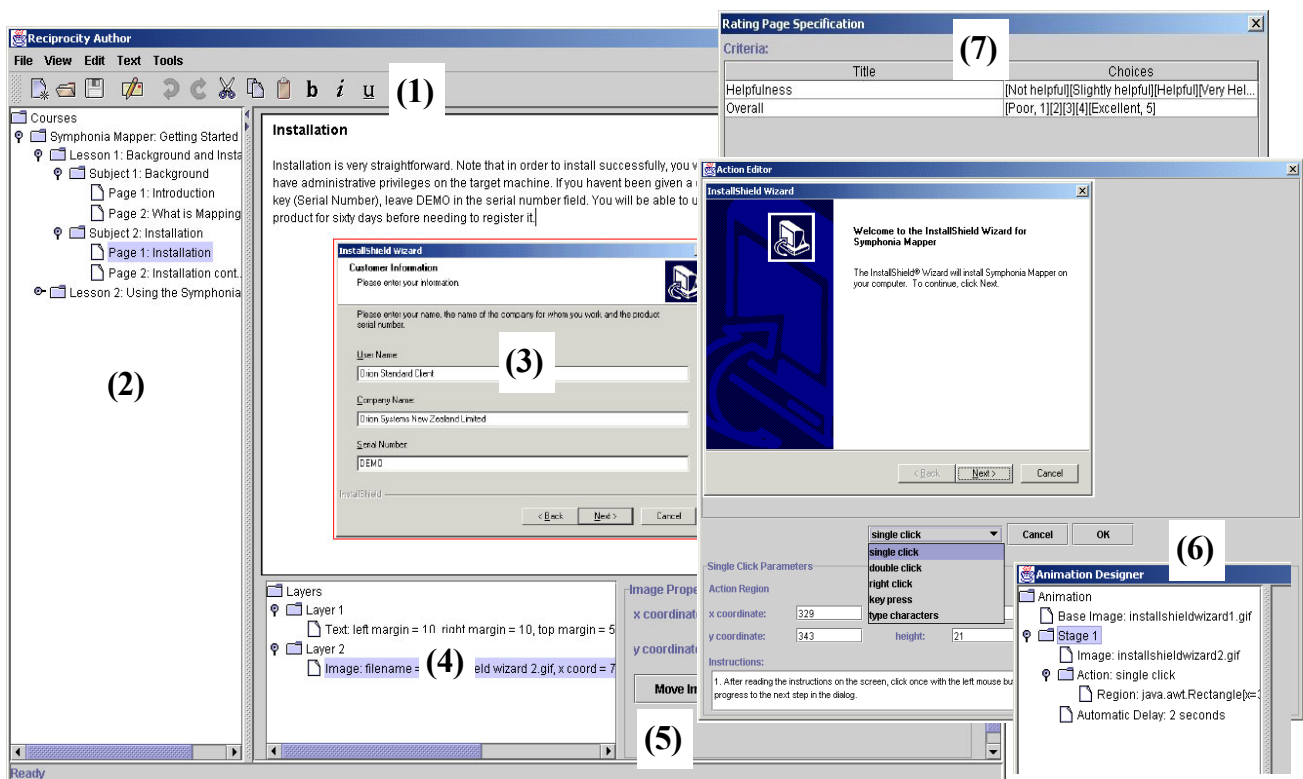 Reciprocity Author
File View Edit Text Tools
b i u (1)
Courses
Symphonia Mapper: Getting Started
Lesson 1: Background and Insta
Subject 1: Background
Page 1: Introduction
Page 2: What is Mapping
Subject 2: Installation
Page 1: Installation
Page 2: Installation cont..
Lesson 2: Using the Symphonia
(2)
Installation
Installation is very straightforward. Note that in order to install successfully, you v
have administrative privileges on the target machine. If you havent been given a
key (Serial Number), leave DEMO in the serial number field. You will be able to u
product for sixty days before needing to register it.
InstallShield Wizard
Customer Information
Please enter your information.
Please enter your name, the name of the company for whom you work and the product
serial number.
User Name:
Orion Standard Client
(3)
Company Name:
Orion Systems New Zealand Limited
Serial Number:
DEMO
InstallShield
< Back Next > Cancel
Layers
Layer 1
Text: left margin = 10, right margin = 10, top margin = 5
Layer 2
Image: filename = (4) eld wizard 2.gif, x coord = 7
Image Prope
x coordinat
y coordinat
Move Im
(5)
Ready
Rating Page Specification
(7)
Criteria:
Title Choices
Helpfulness [Not helpful][Slightly helpful][Helpful][Very Hel...
Overall [Poor, 1][2][3][4][Excellent, 5]
Action Editor
InstallShield Wizard
Welcome to the InstallShield Wizard for
Symphonia Mapper
The InstallShield® Wizard will install Symphonia Mapper on
your computer. To continue, click Next.
< Back Next > Cancel
single click Cancel OK
single click
double click
right click
key press
type characters
(6)
Single Click Parameters
Action Region
x coordinate: 329
y coordinate: 343 height: 21
Instructions:
1. After reading the instructions on the screen, click once with the left mouse bu
progress to the next step in the dialog.
Animation Designer
Animation
Base Image: installshieldwizard1.gif
Stage 1
Image: installshieldwizard2.gif
Action: single click
Region: java.awt.Rectangle[x=3
Automatic Delay: 2 seconds